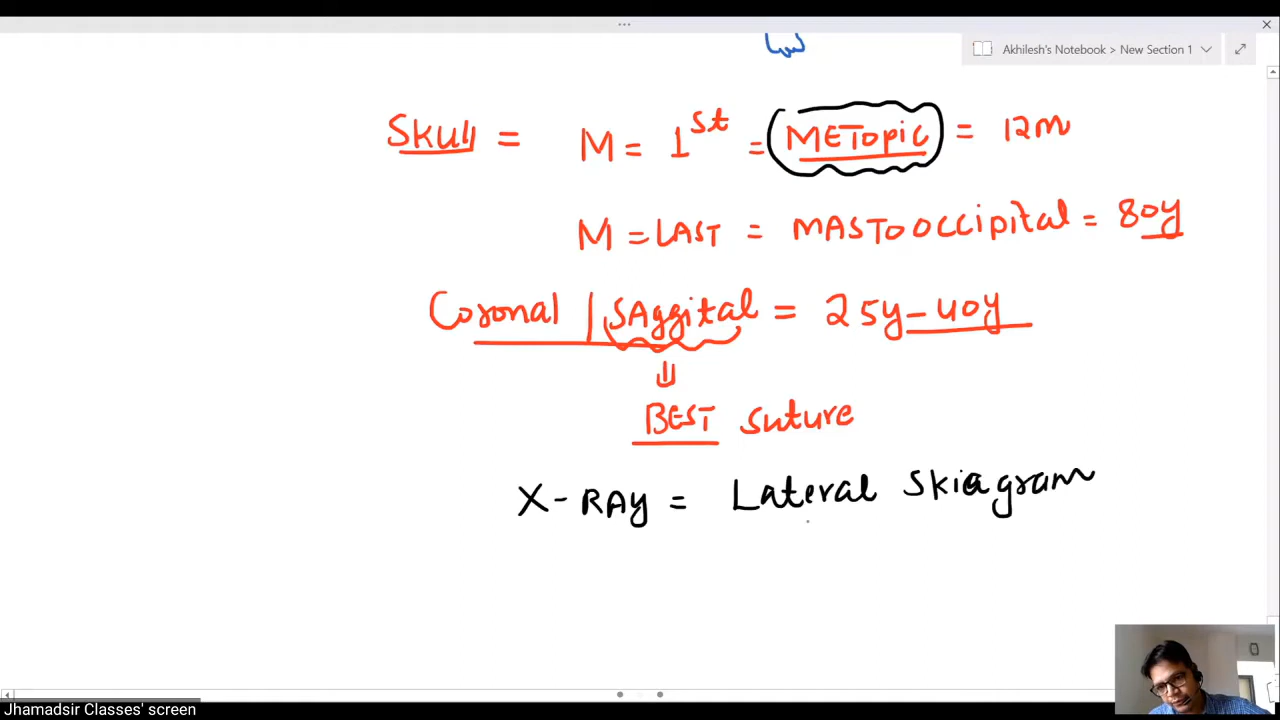 Akhilesh's Notebook > New Section 1
Skull = M = 1st = METopic = 12m
M = LAST = MASTOOCCipital = 80y
Coronal | SAggital = 25y - 40y
⇓
BEST suture
X-RAy = Lateral Skiagram
Jhamadsir Classes' screen